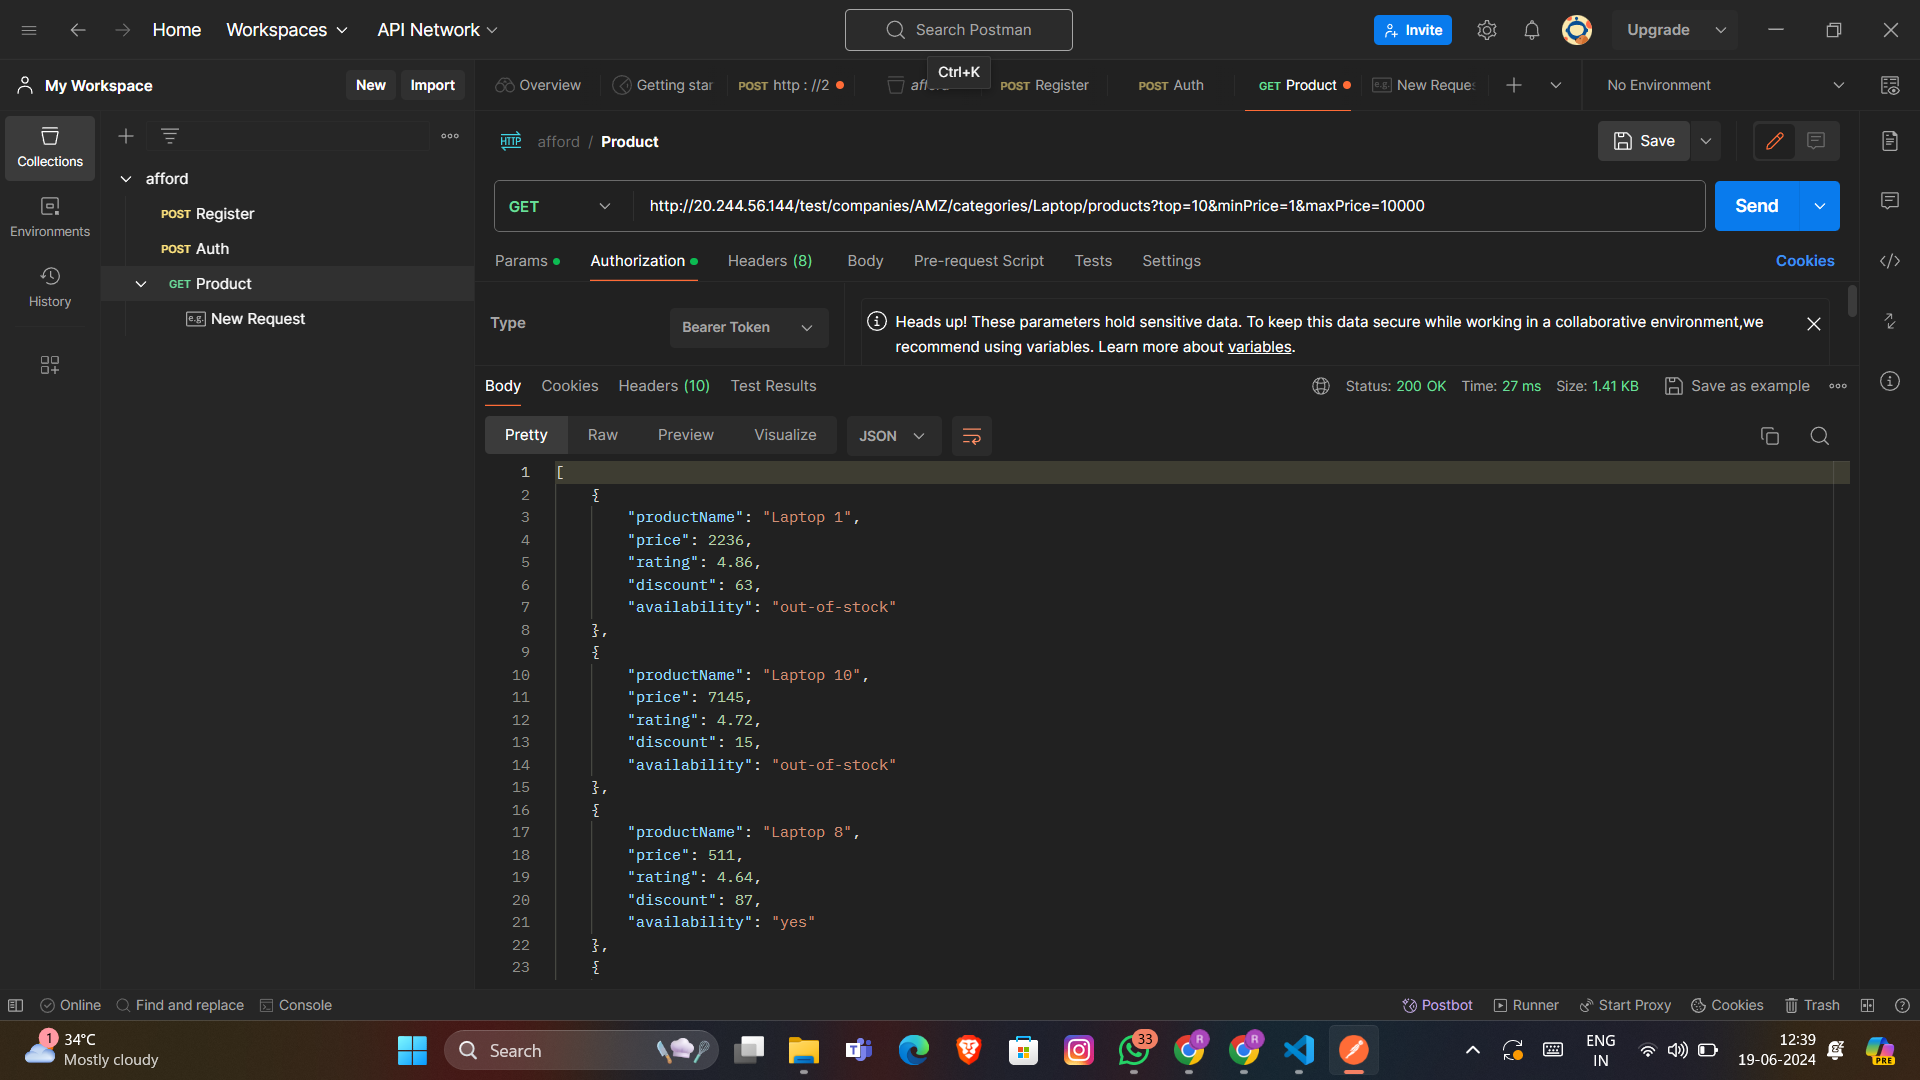 Home
Workspaces
API Network
Search Postman
Invite
Upgrade
Ctrl+K
My Workspace
New
Import
Overview
Getting star
POST http : //2
POST Register
POST Auth
GET Product
e.g. New Reques
No Environment
Collections
Environments
History
afford
POST Register
POST Auth
GET Product
e.g. New Request
HTTP afford / Product
Save
GET
http://20.244.56.144/test/companies/AMZ/categories/Laptop/products?top=10&minPrice=1&maxPrice=10000
Send
Params
Authorization
Headers (8)
Body
Pre-request Script
Tests
Settings
Cookies
Type
Bearer Token
Heads up! These parameters hold sensitive data. To keep this data secure while working in a collaborative environment,we
recommend using variables. Learn more about variables.
Body
Cookies
Headers (10)
Test Results
Status: 200 OK
Time: 27 ms
Size: 1.41 KB
Save as example
Pretty
Raw
Preview
Visualize
JSON
1 [
2 {
3 "productName": "Laptop 1",
4 "price": 2236,
5 "rating": 4.86,
6 "discount": 63,
7 "availability": "out-of-stock"
8 },
9 {
10 "productName": "Laptop 10",
11 "price": 7145,
12 "rating": 4.72,
13 "discount": 15,
14 "availability": "out-of-stock"
15 },
16 {
17 "productName": "Laptop 8",
18 "price": 511,
19 "rating": 4.64,
20 "discount": 87,
21 "availability": "yes"
22 },
23 {
Online
Find and replace
Console
Postbot
Runner
Start Proxy
Cookies
Trash
1
34°C
Mostly cloudy
Search
33
R
R
ENG
IN
12:39
19-06-2024
PRE